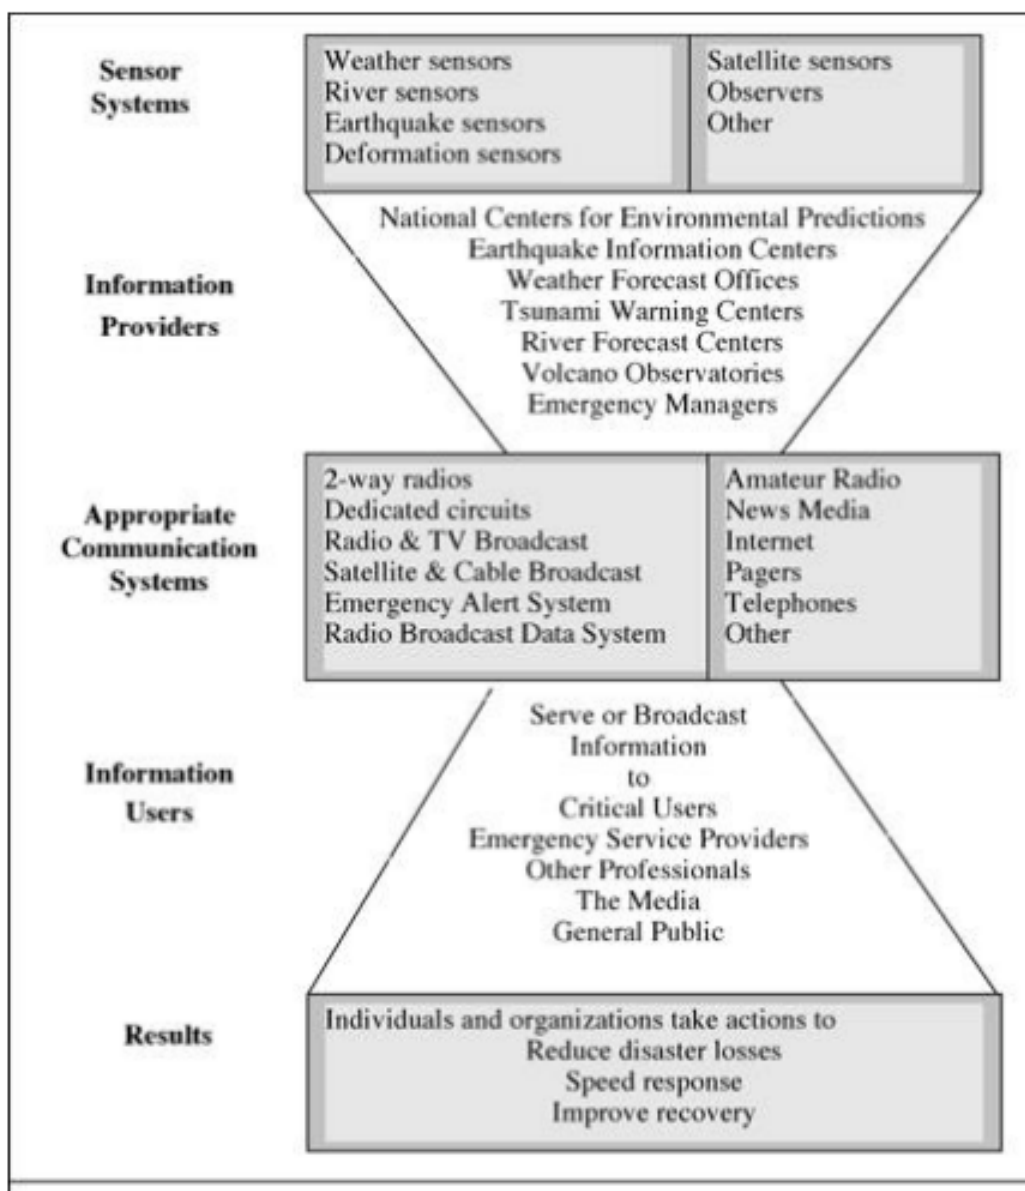 Sensor
Systems
Weather sensors
River sensors
Earthquake sensors
Deformation sensors
Satellite sensors
Observers
Other
Information
Providers
National Centers for Environmental Predictions
Earthquake Information Centers
Weather Forecast Offices
Tsunami Warning Centers
River Forecast Centers
Volcano Observatories
Emergency Managers
Appropriate
Communication
Systems
2-way radios
Dedicated circuits
Radio & TV Broadcast
Satellite & Cable Broadcast
Emergency Alert System
Radio Broadcast Data System
Amateur Radio
News Media
Internet
Pagers
Telephones
Other
Information
Users
Serve or Broadcast
Information
to
Critical Users
Emergency Service Providers
Other Professionals
The Media
General Public
Results
Individuals and organizations take actions to
Reduce disaster losses
Speed response
Improve recovery